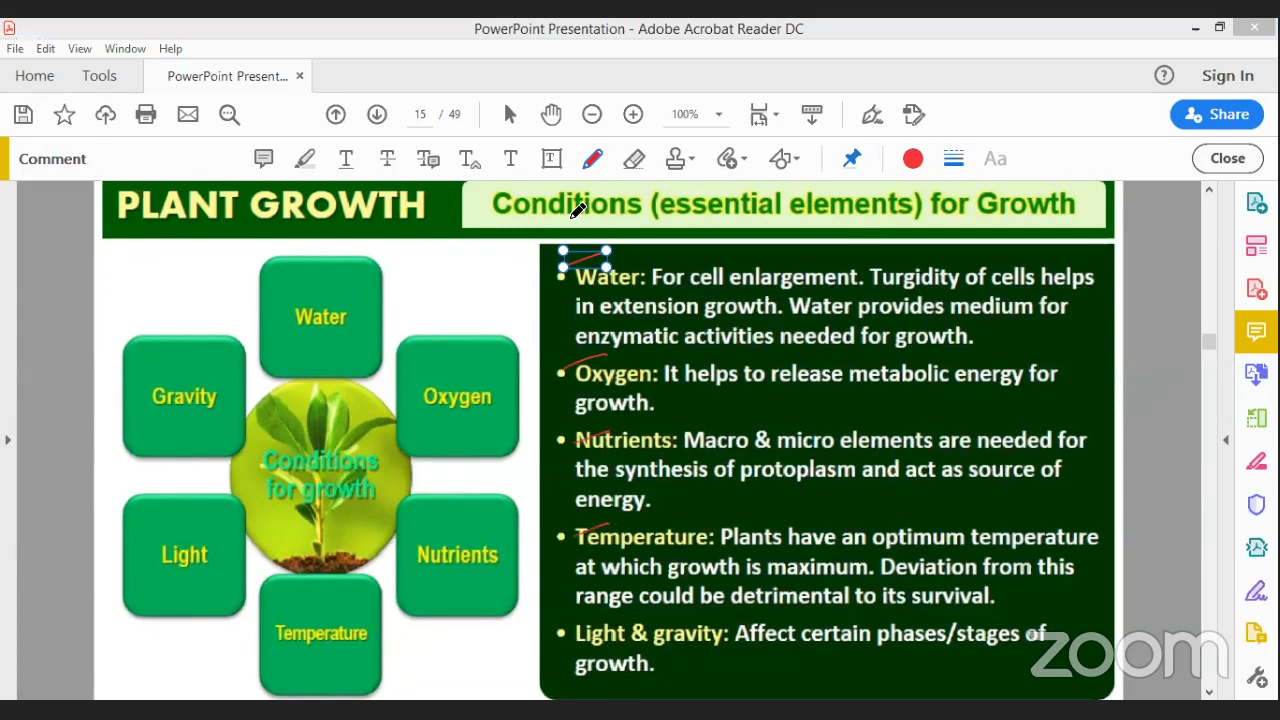 PowerPoint Presentation - Adobe Acrobat Reader DC
File Edit View Window Help
Home Tools PowerPoint Present... × Sign In
15 / 49 100% Share
Comment Aa Close
PLANT GROWTH
Conditions (essential elements) for Growth
Water
Gravity
Oxygen
Conditions
for growth
Light
Nutrients
Temperature
• Water: For cell enlargement. Turgidity of cells helps
in extension growth. Water provides medium for
enzymatic activities needed for growth.
• Oxygen: It helps to release metabolic energy for
growth.
• Nutrients: Macro & micro elements are needed for
the synthesis of protoplasm and act as source of
energy.
• Temperature: Plants have an optimum temperature
at which growth is maximum. Deviation from this
range could be detrimental to its survival.
• Light & gravity: Affect certain phases/stages of
growth.
zoom